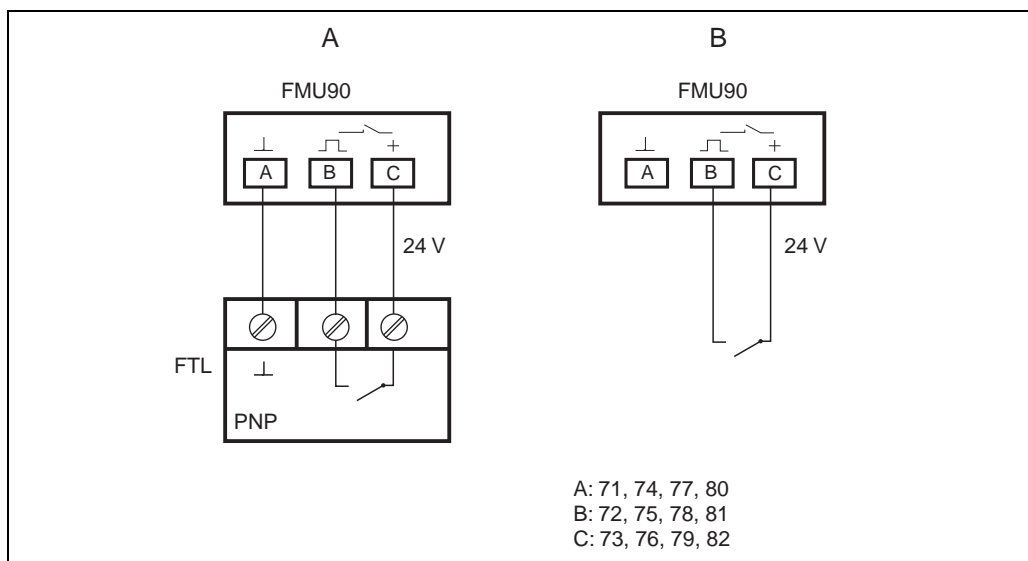 A B
FMU90 FMU90
+ +
A B C A B C
24 V 24 V
FTL
PNP
A: 71, 74, 77, 80
B: 72, 75, 78, 81
C: 73, 76, 79, 82